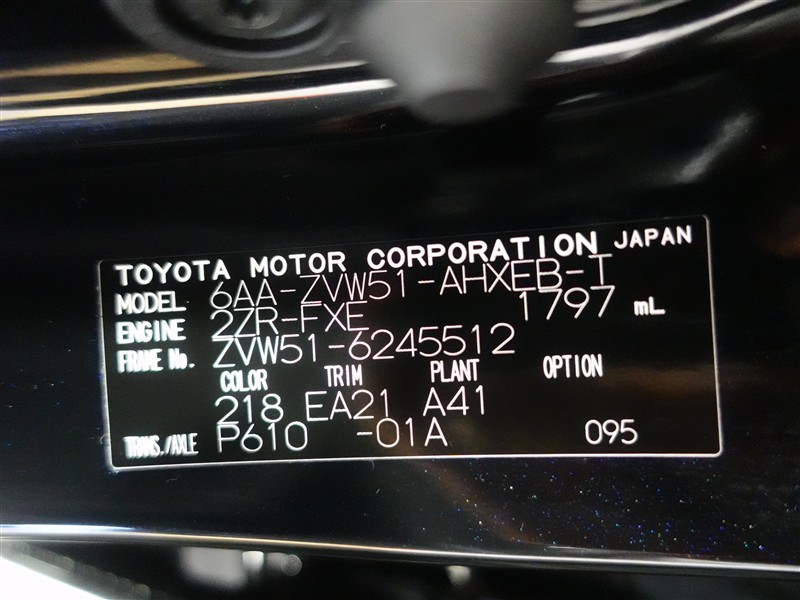 TOYOTA MOTOR CORPORATION JAPAN
MODEL 6AA-ZVW51-AHXEB-T
ENGINE 2ZR-FXE 1797 mL
FRAME No. ZVW51-6245512
COLOR TRIM PLANT OPTION
218 EA21 A41
TRANS./AXLE P610 -01A 095